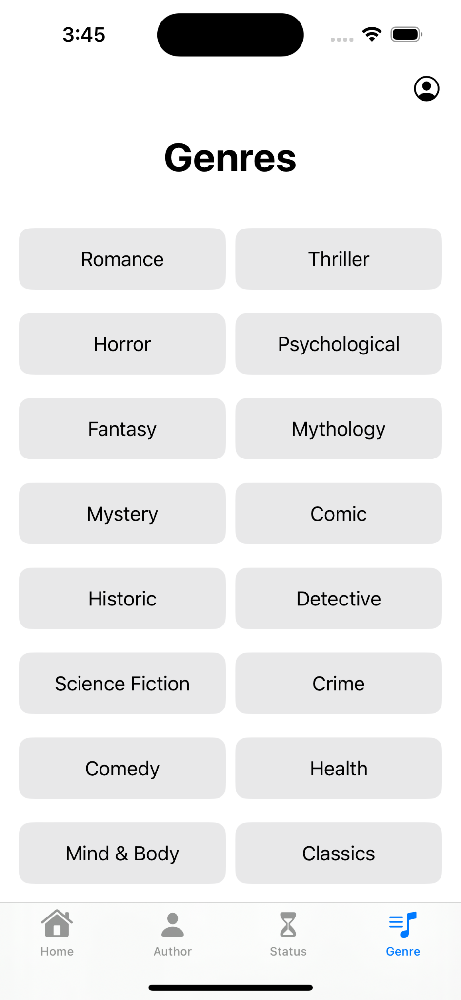 3:45
Genres
Romance
Thriller
Horror
Psychological
Fantasy
Mythology
Mystery
Comic
Historic
Detective
Science Fiction
Crime
Comedy
Health
Mind & Body
Classics
Home
Author
Status
Genre